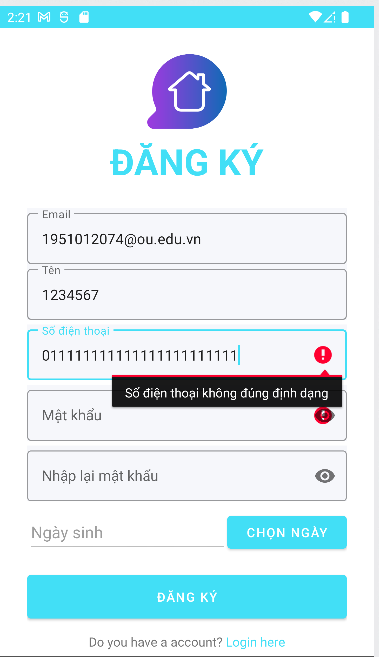 2:21
ĐĂNG KÝ
Email
1951012074@ou.edu.vn
Tên
1234567
Số điện thoại
011111111111111111111111
Số điện thoại không đúng định dạng
Mật khẩu
Nhập lại mật khẩu
Ngày sinh
CHỌN NGÀY
ĐĂNG KÝ
Do you have a account? Login here